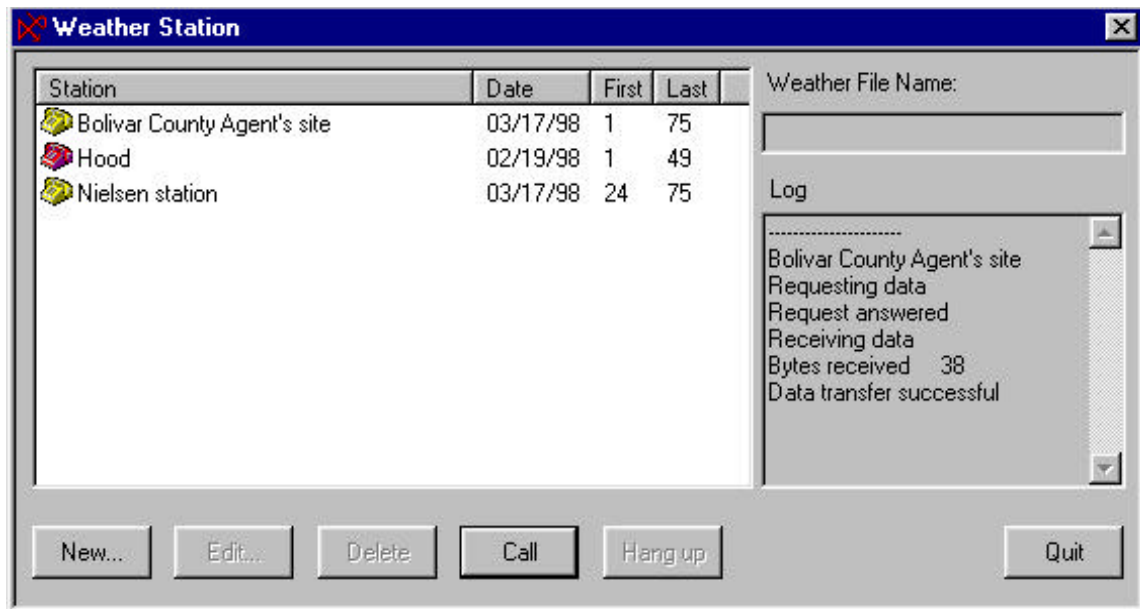 Weather Station
Station Date First Last
Bolivar County Agent's site 03/17/98 1 75
Hood 02/19/98 1 49
Nielsen station 03/17/98 24 75
Weather File Name:
Log
----------------------
Bolivar County Agent's site
Requesting data
Request answered
Receiving data
Bytes received 38
Data transfer successful
New... Edit... Delete Call Hang up Quit